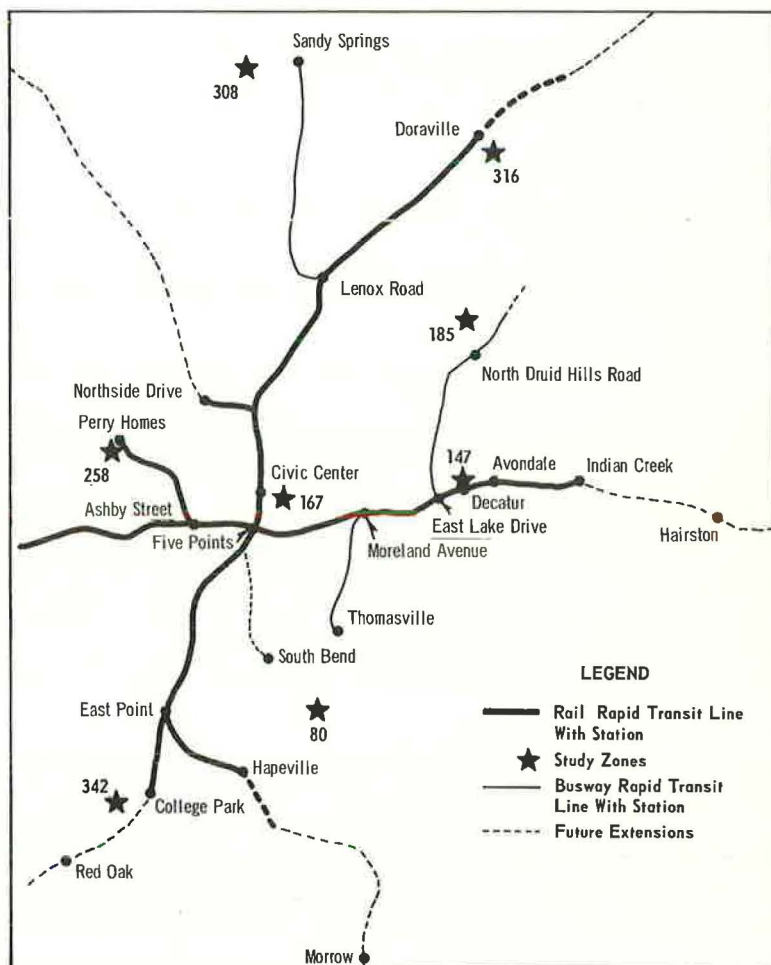 Sandy Springs
308
Doraville
316
Lenox Road
185
North Druid Hills Road
Northside Drive
Perry Homes
258
Civic Center
167
147
Avondale
Indian Creek
Decatur
Ashby Street
Five Points
East Lake Drive
Moreland Avenue
Hairston
Thomasville
South Bend
East Point
80
Hapeville
342
College Park
Red Oak
Morrow
LEGEND
Rail Rapid Transit Line
With Station
Study Zones
Busway Rapid Transit
Line With Station
Future Extensions